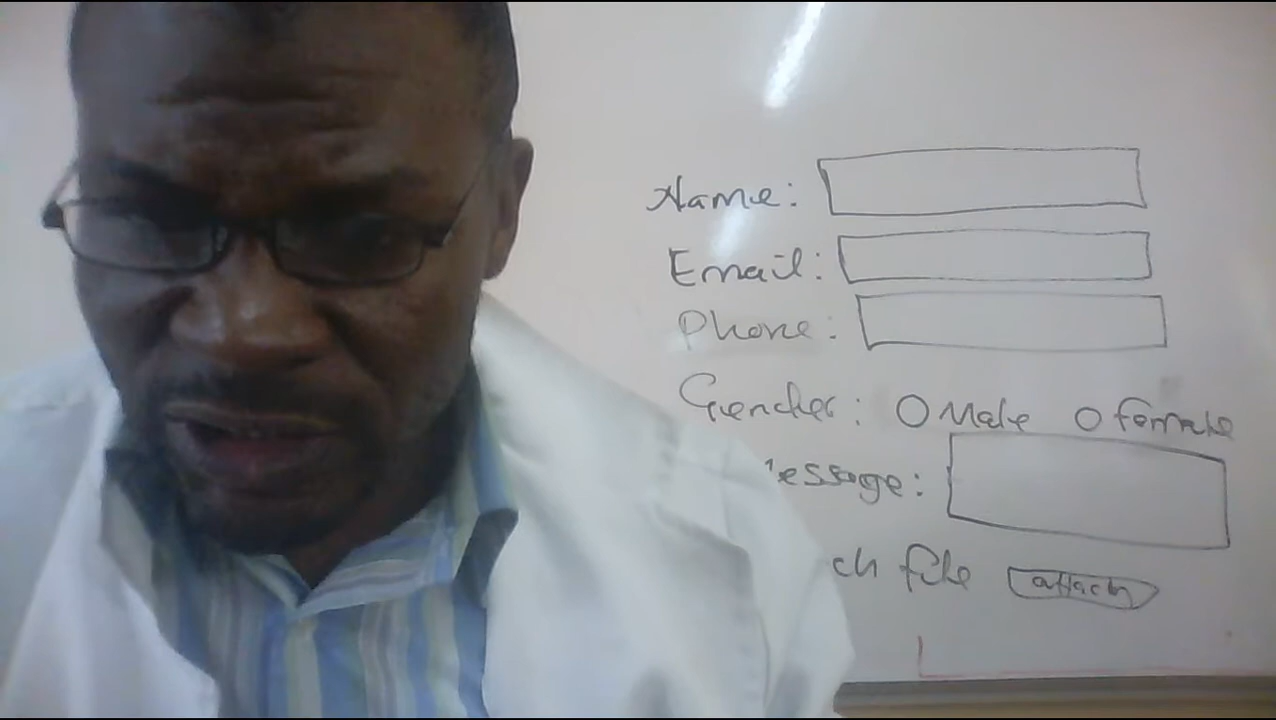 Name:
Email:
Phone:
Gender: O Male O female
essage:
ch file attach